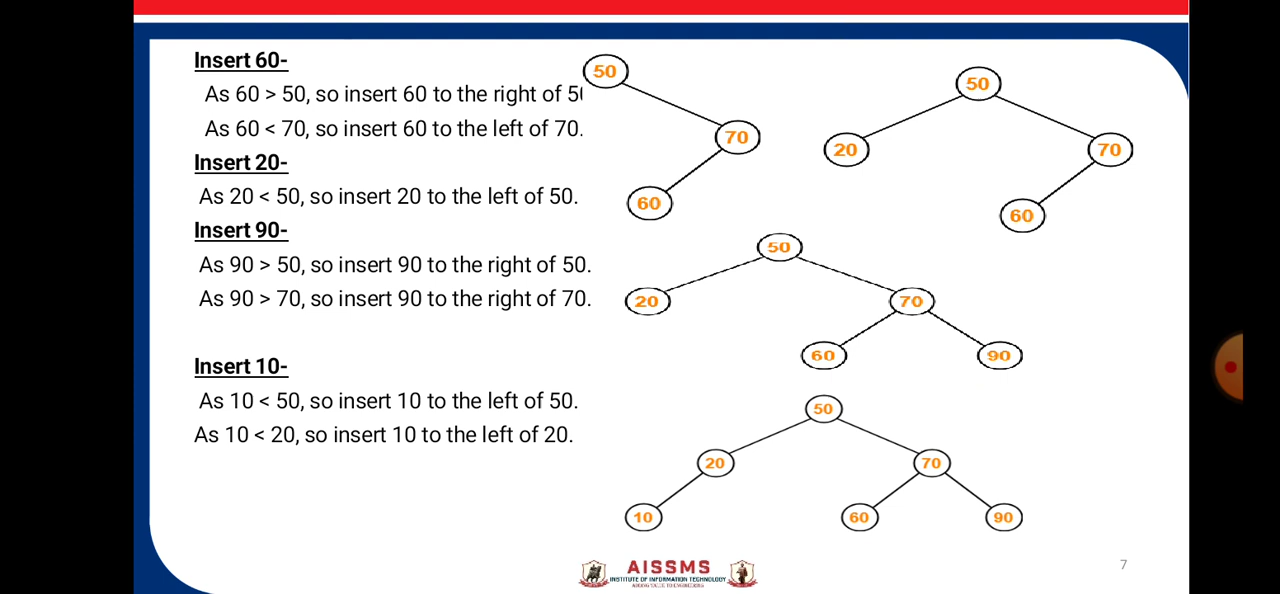 Insert 60-
As 60 > 50, so insert 60 to the right of 5
As 60 < 70, so insert 60 to the left of 70.
Insert 20-
As 20 < 50, so insert 20 to the left of 50.
Insert 90-
As 90 > 50, so insert 90 to the right of 50.
As 90 > 70, so insert 90 to the right of 70.
Insert 10-
As 10 < 50, so insert 10 to the left of 50.
As 10 < 20, so insert 10 to the left of 20.
50
70
60
50
20 70
60
50
20 70
60 90
50
20 70
10 60 90
AISSMS
INSTITUTE OF INFORMATION TECHNOLOGY
7